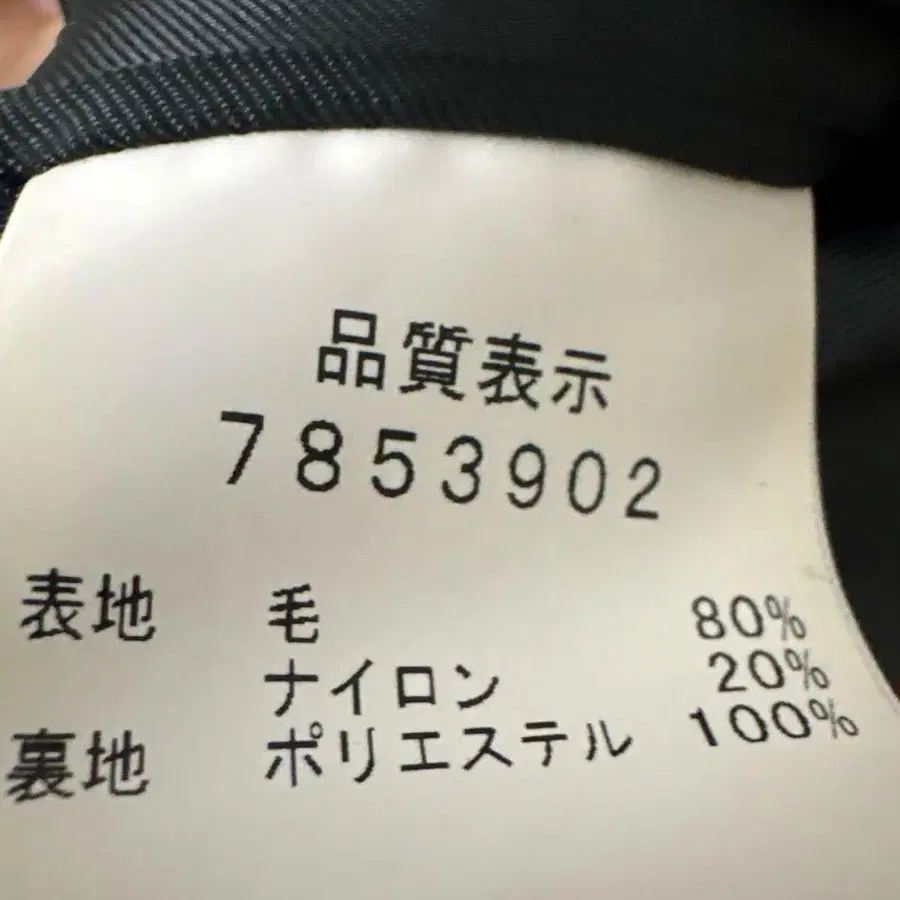 品質表示
7853902
表地 毛 80%
ナイロン 20%
裏地 ポリエステル 100%